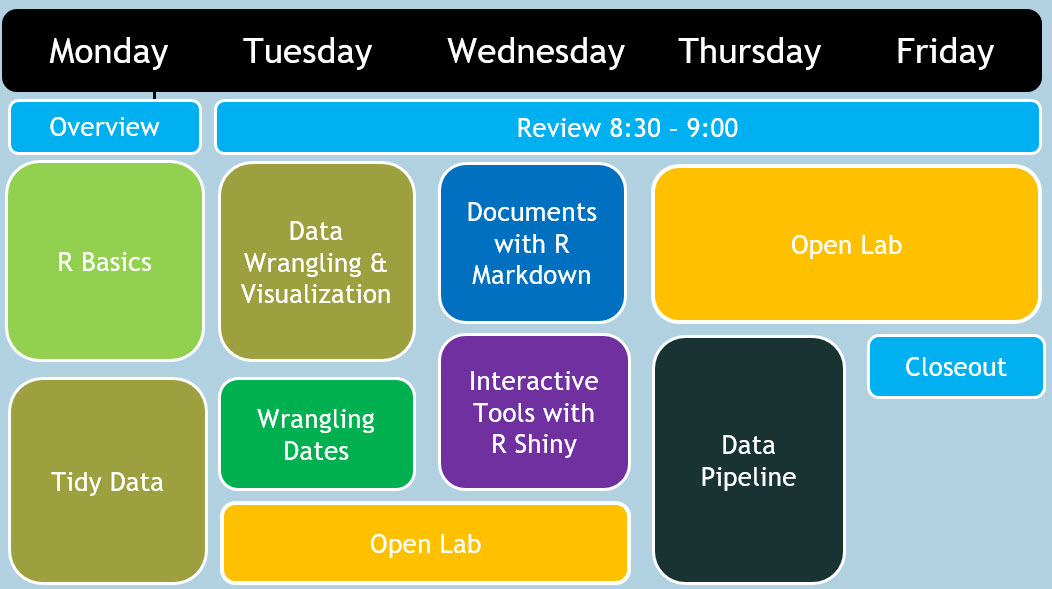 Monday Tuesday Wednesday Thursday Friday
Overview
Review 8:30 – 9:00
R Basics
Data
Wrangling &
Visualization
Documents
with R
Markdown
Open Lab
Tidy Data
Wrangling
Dates
Interactive
Tools with
R Shiny
Data
Pipeline
Closeout
Open Lab